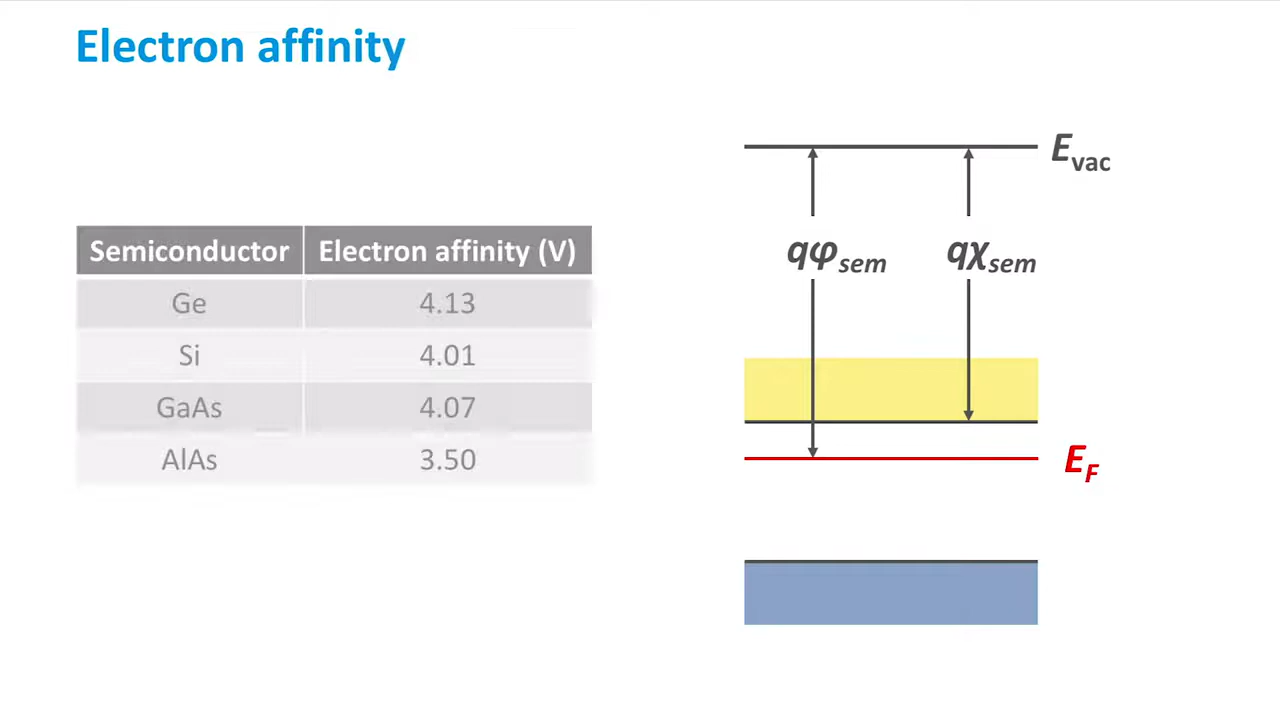 Electron affinity
Semiconductor Electron affinity (V)
Ge 4.13
Si 4.01
GaAs 4.07
AlAs 3.50
Evac
qφsem qχsem
EF